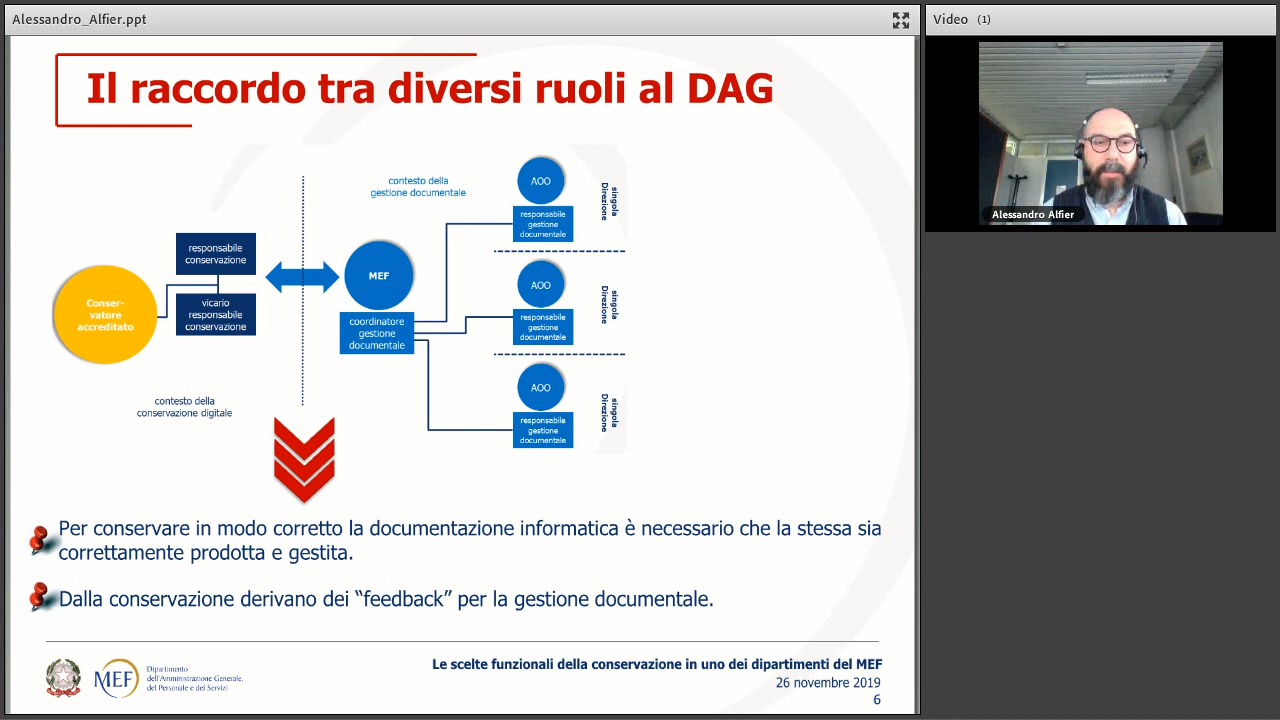 Alessandro_Alfier.ppt
Video (1)
Alessandro Alfier
Il raccordo tra diversi ruoli al DAG
contesto della
gestione documentale
AOO
responsabile
gestione
documentale
singola
Direzione
responsabile
conservazione
MEF
AOO
responsabile
gestione
documentale
singola
Direzione
Conser-
vatore
accreditato
vicario
responsabile
conservazione
coordinatore
gestione
documentale
AOO
responsabile
gestione
documentale
singola
Direzione
contesto della
conservazione digitale
Per conservare in modo corretto la documentazione informatica è necessario che la stessa sia
correttamente prodotta e gestita.
Dalla conservazione derivano dei “feedback” per la gestione documentale.
MEF
Dipartimento
dell'Amministrazione Generale,
del Personale e dei Servizi
Le scelte funzionali della conservazione in uno dei dipartimenti del MEF
26 novembre 2019
6